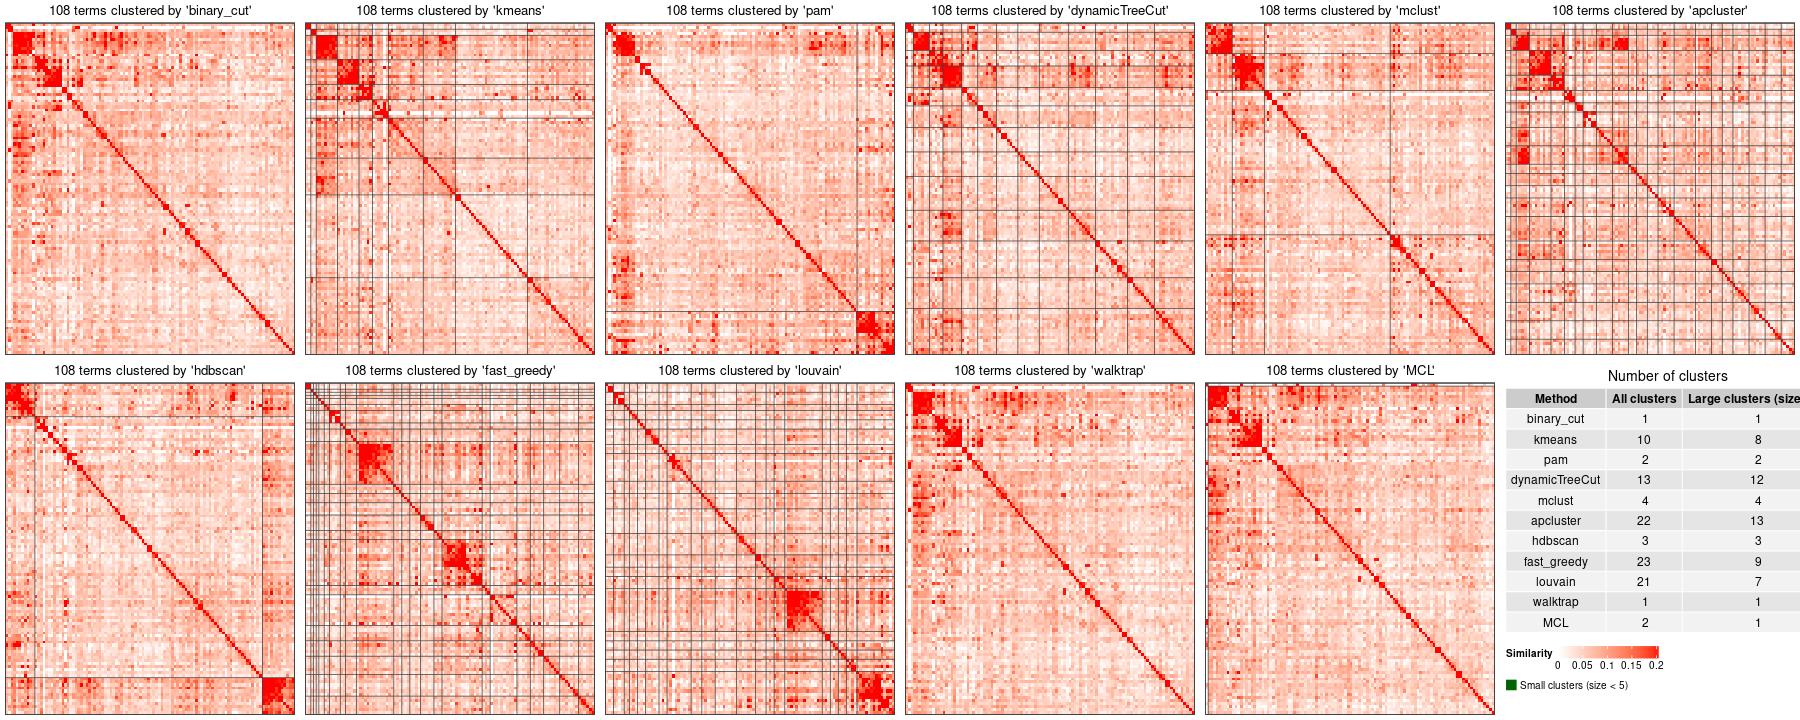 108 terms clustered by 'binary_cut'
108 terms clustered by 'kmeans'
108 terms clustered by 'pam'
108 terms clustered by 'dynamicTreeCut'
108 terms clustered by 'mclust'
108 terms clustered by 'apcluster'
108 terms clustered by 'hdbscan'
108 terms clustered by 'fast_greedy'
108 terms clustered by 'louvain'
108 terms clustered by 'walktrap'
108 terms clustered by 'MCL'
Number of clusters
Method All clusters Large clusters (size
binary_cut 1 1
kmeans 10 8
pam 2 2
dynamicTreeCut 13 12
mclust 4 4
apcluster 22 13
hdbscan 3 3
fast_greedy 23 9
louvain 21 7
walktrap 1 1
MCL 2 1
Similarity
0 0.05 0.1 0.15 0.2
Small clusters (size < 5)